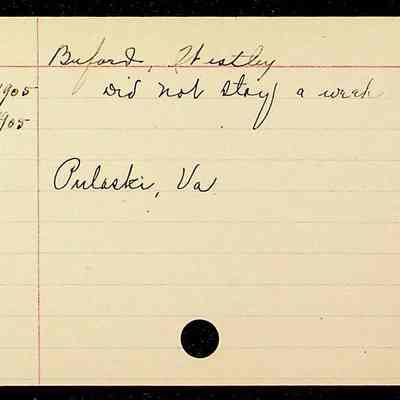 Buford, Westley
1905 Did not stay a week
1905
Pulaski, Va